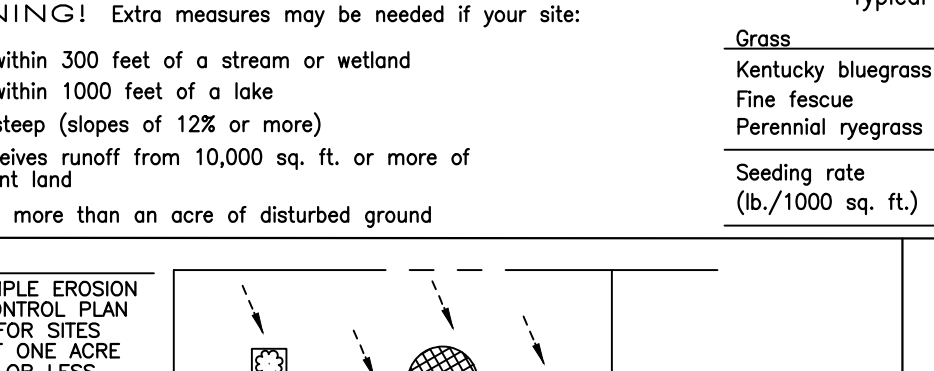 NING! Extra measures may be needed if your site:
within 300 feet of a stream or wetland
within 1000 feet of a lake
steep (slopes of 12% or more)
eives runoff from 10,000 sq. ft. or more of
nt land
more than an acre of disturbed ground
Typical
Grass
Kentucky bluegrass
Fine fescue
Perennial ryegrass
Seeding rate
(lb./1000 sq. ft.)
MPLE EROSION
ONTROL PLAN
FOR SITES
ONE ACRE
OR LESS